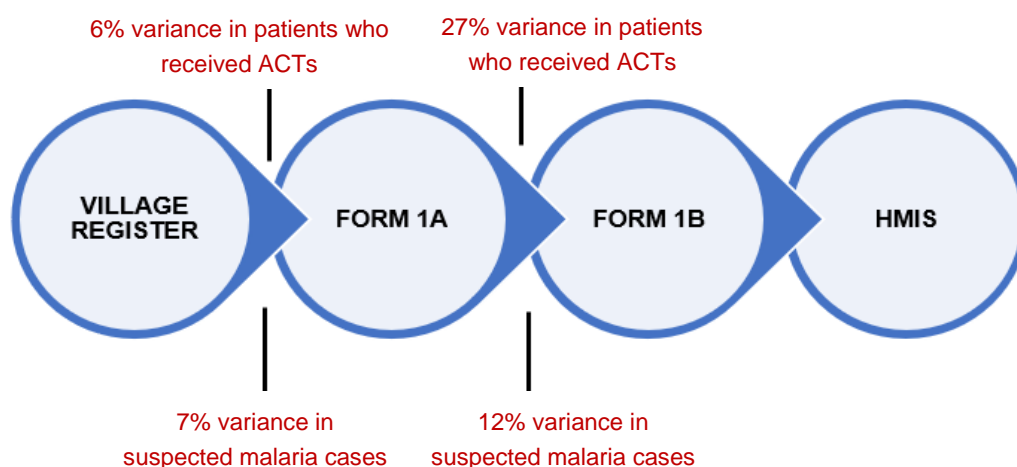 6% variance in patients who
received ACTs
27% variance in patients
who received ACTs
VILLAGE
REGISTER
FORM 1A
FORM 1B
HMIS
7% variance in
suspected malaria cases
12% variance in
suspected malaria cases